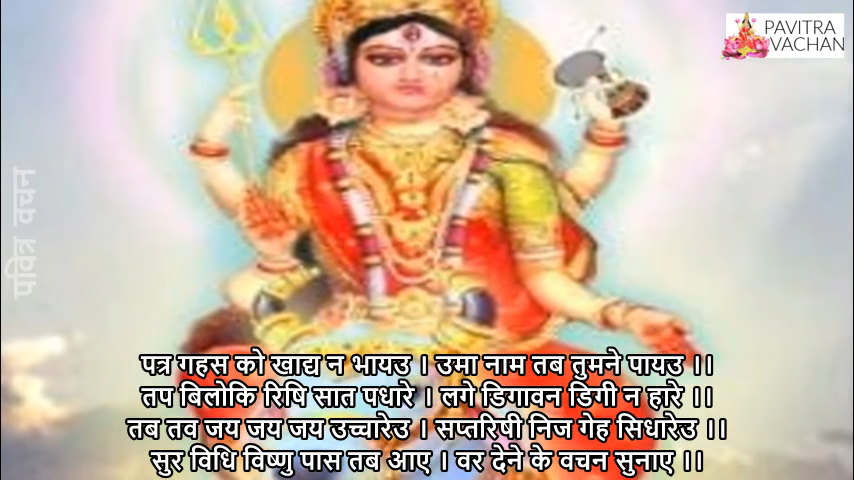 PAVITRA
VACHAN
पवित्र वचन
पत्र गहस को खाद्य न भायउ । उमा नाम तब तुमने पायउ ।।
तप बिलोकि रिषि सात पधारे । लगे डिगावन डिगी न हारे ।।
तब तव जय जय जय उच्चारेउ । सप्तरिषी निज गेह सिधारेउ ।।
सुर विधि विष्णु पास तब आए । वर देने के वचन सुनाए ।।